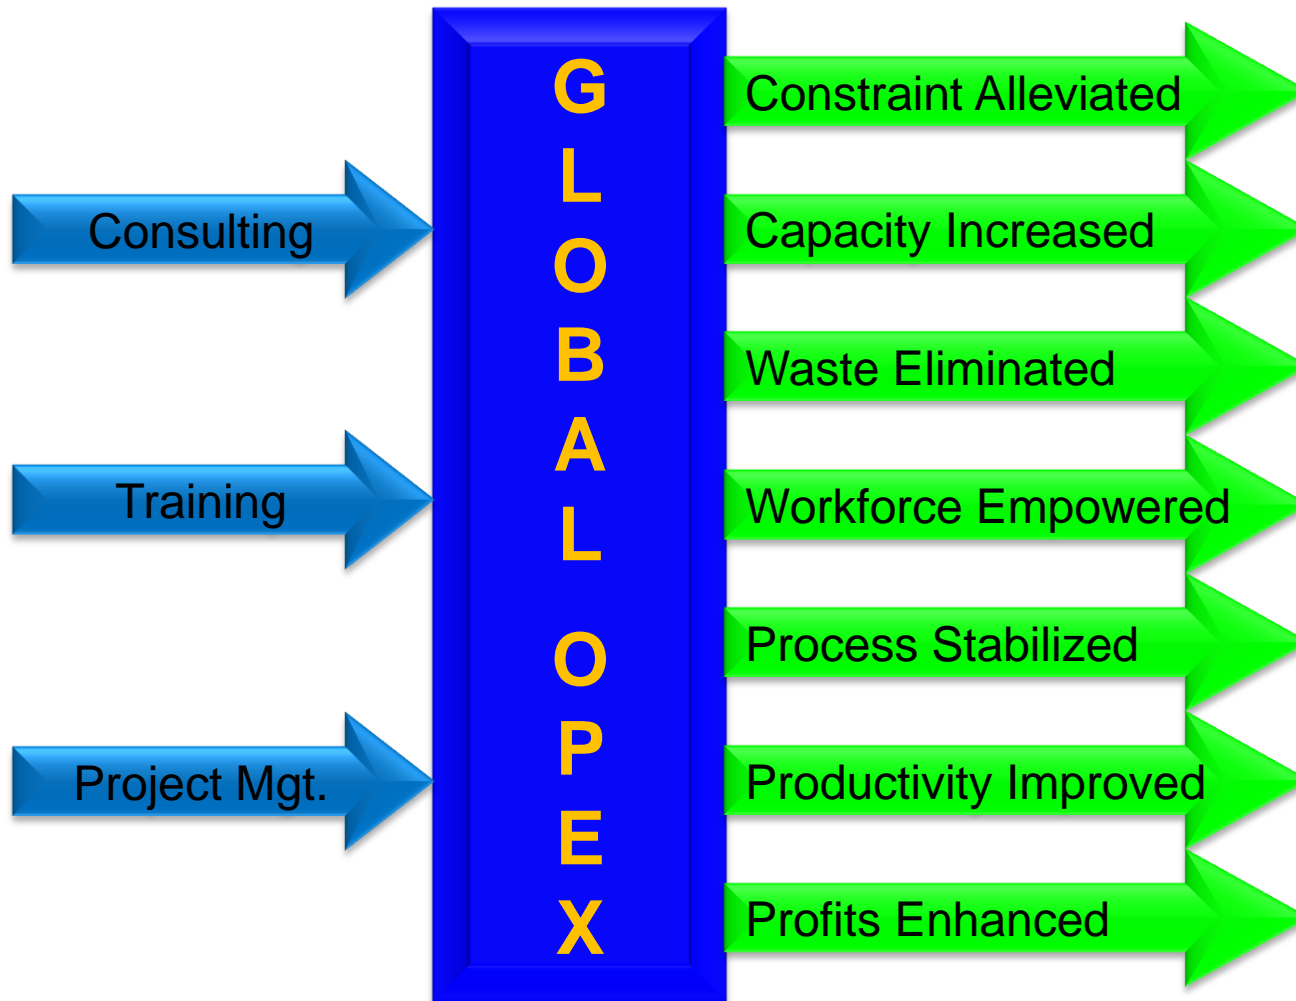 Consulting
Training
Project Mgt.
G
L
O
B
A
L
O
P
E
X
Constraint Alleviated
Capacity Increased
Waste Eliminated
Workforce Empowered
Process Stabilized
Productivity Improved
Profits Enhanced